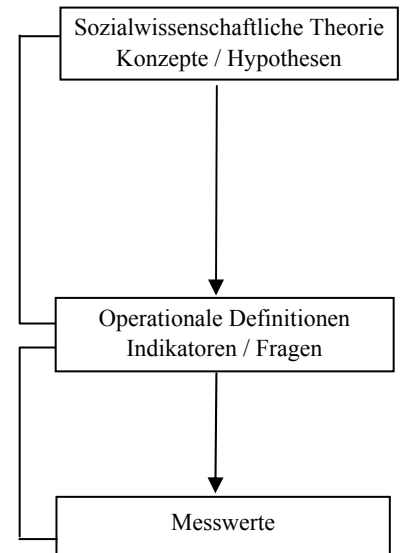 Sozialwissenschaftliche Theorie
Konzepte / Hypothesen
Operationale Definitionen
Indikatoren / Fragen
Messwerte